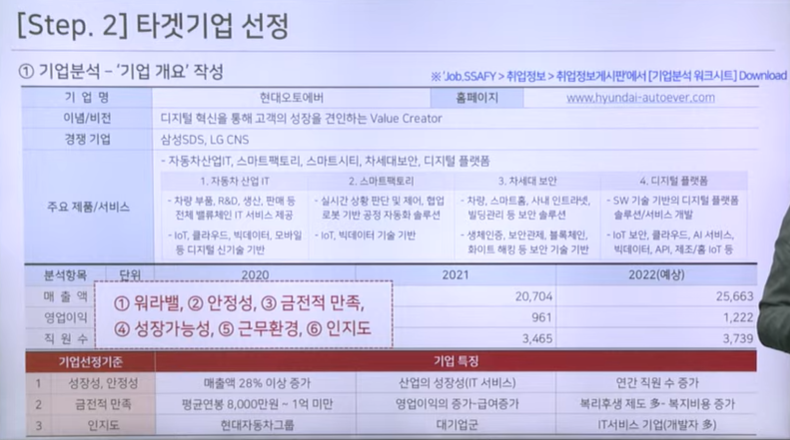 [Step. 2] 타겟기업 선정
① 기업분석 – '기업 개요' 작성
※ 'Job.SSAFY > 취업정보 > 취업정보게시판'에서 [기업분석 워크시트] Download
기 업 명 현대오토에버 홈페이지 www.hyundai-autoever.com
이념/비전 디지털 혁신을 통해 고객의 성장을 견인하는 Value Creator
경쟁 기업 삼성SDS, LG CNS
주요 제품/서비스
- 자동차산업IT, 스마트팩토리, 스마트시티, 차세대보안, 디지털 플랫폼
1. 자동차 산업 IT 2. 스마트팩토리 3. 차세대 보안 4. 디지털 플랫폼
- 차량 부품, R&D, 생산, 판매 등 - 실시간 상황 판단 및 제어, 협업 - 차량, 스마트홈, 사내 인트라넷, - SW 기술 기반의 디지털 플랫폼
전체 밸류체인 IT 서비스 제공 로봇 기반 공정 자동화 솔루션 빌딩관리 등 보안 솔루션 솔루션/서비스 개발
- IoT, 클라우드, 빅데이터, 모바일 - IoT, 빅데이터 기술 기반 - 생체인증, 보안관제, 블록체인, - IoT 보안, 클라우드, AI 서비스,
등 디지털 신기술 기반 화이트 해킹 등 보안 기술 기반 빅데이터, API, 제조/홈 IoT 등
분석항목 단위 2020 2021 2022(예상)
매 출 액 20,704 25,663
영업이익 961 1,222
직 원 수 3,465 3,739
① 워라밸, ② 안정성, ③ 금전적 만족,
④ 성장가능성, ⑤ 근무환경, ⑥ 인지도
기업선정기준 기업 특징
1 성장성, 안정성 매출액 28% 이상 증가 산업의 성장성(IT 서비스) 연간 직원 수 증가
2 금전적 만족 평균연봉 8,000만원 ~ 1억 미만 영업이익의 증가-급여증가 복리후생 제도 多- 복지비용 증가
3 인지도 현대자동차그룹 대기업군 IT서비스 기업(개발자 多)